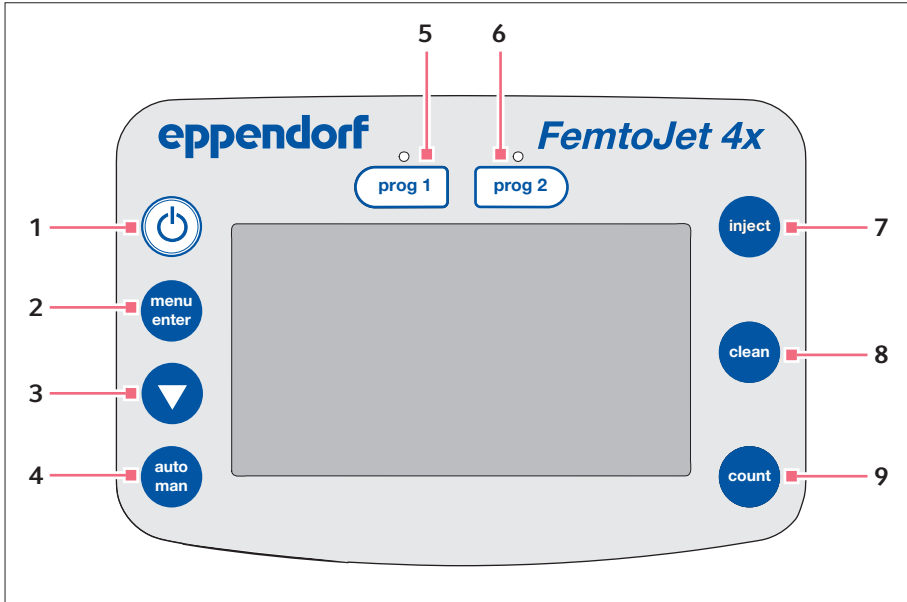 5
6
eppendorf
FemtoJet 4x
prog 1
prog 2
1
inject
7
2
menu
enter
clean
8
3
4
auto
man
count
9